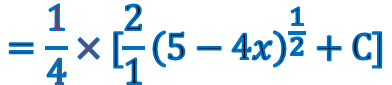 = 1/4 × [2/1 (5 − 4x)^(1/2) + C]